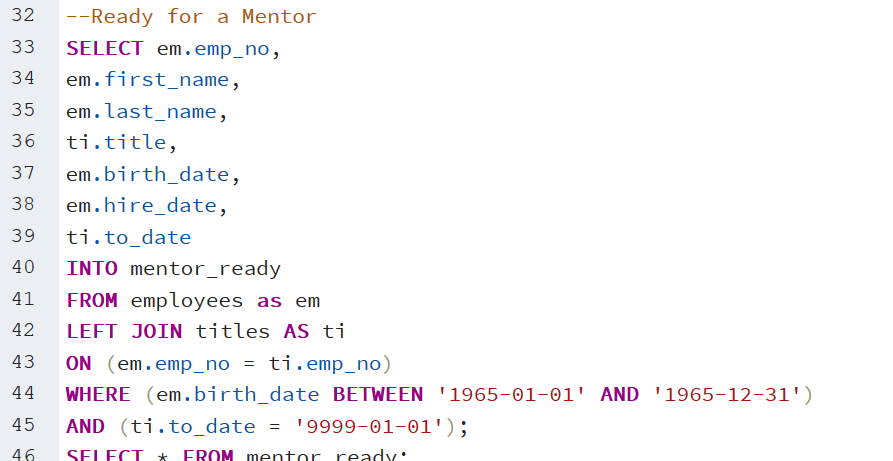 32 --Ready for a Mentor
33 SELECT em.emp_no,
34 em.first_name,
35 em.last_name,
36 ti.title,
37 em.birth_date,
38 em.hire_date,
39 ti.to_date
40 INTO mentor_ready
41 FROM employees as em
42 LEFT JOIN titles AS ti
43 ON (em.emp_no = ti.emp_no)
44 WHERE (em.birth_date BETWEEN '1965-01-01' AND '1965-12-31')
45 AND (ti.to_date = '9999-01-01');
46 SELECT * FROM mentor_ready;